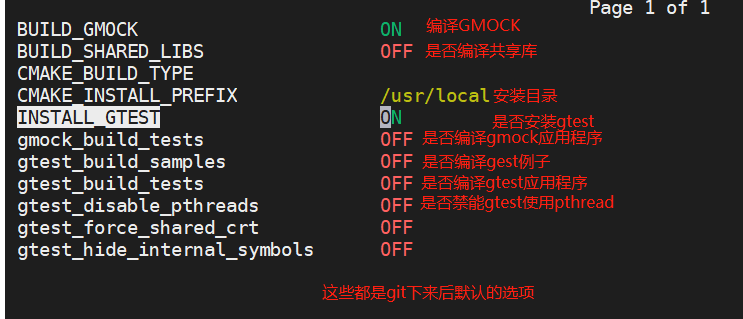 Page 1 of 1
BUILD_GMOCK ON 编译GMOCK
BUILD_SHARED_LIBS OFF 是否编译共享库
CMAKE_BUILD_TYPE
CMAKE_INSTALL_PREFIX /usr/local 安装目录
INSTALL_GTEST ON 是否安装gtest
gmock_build_tests OFF 是否编译gmock应用程序
gtest_build_samples OFF 是否编译gest例子
gtest_build_tests OFF 是否编译gtest应用程序
gtest_disable_pthreads OFF 是否禁能gtest使用pthread
gtest_force_shared_crt OFF
gtest_hide_internal_symbols OFF
这些都是git下来后默认的选项